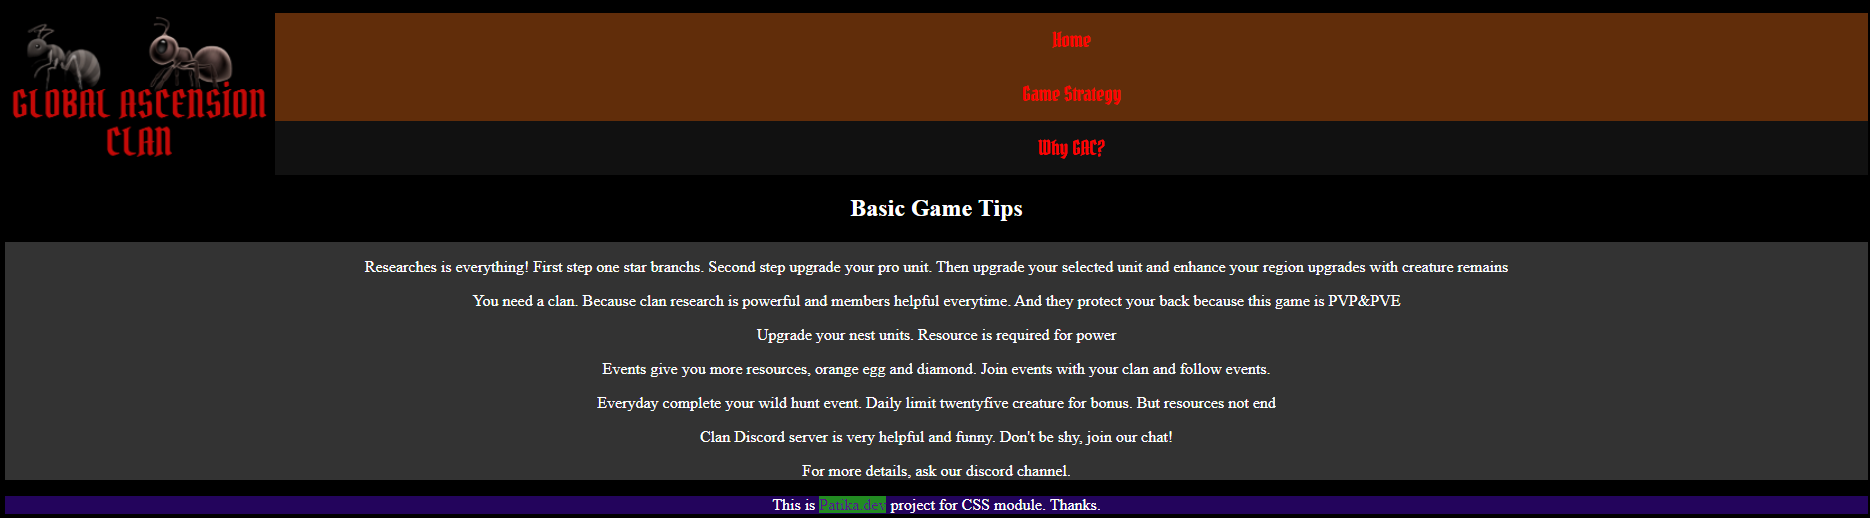 GLOBAL ASCENSION
CLAN
Home
Game Strategy
Why GAC?
Basic Game Tips
Researches is everything! First step one star branchs. Second step upgrade your pro unit. Then upgrade your selected unit and enhance your region upgrades with creature remains
You need a clan. Because clan research is powerful and members helpful everytime. And they protect your back because this game is PVP&PVE
Upgrade your nest units. Resource is required for power
Events give you more resources, orange egg and diamond. Join events with your clan and follow events.
Everyday complete your wild hunt event. Daily limit twentyfive creature for bonus. But resources not end
Clan Discord server is very helpful and funny. Don't be shy, join our chat!
For more details, ask our discord channel.
This is Patika.dev project for CSS module. Thanks.